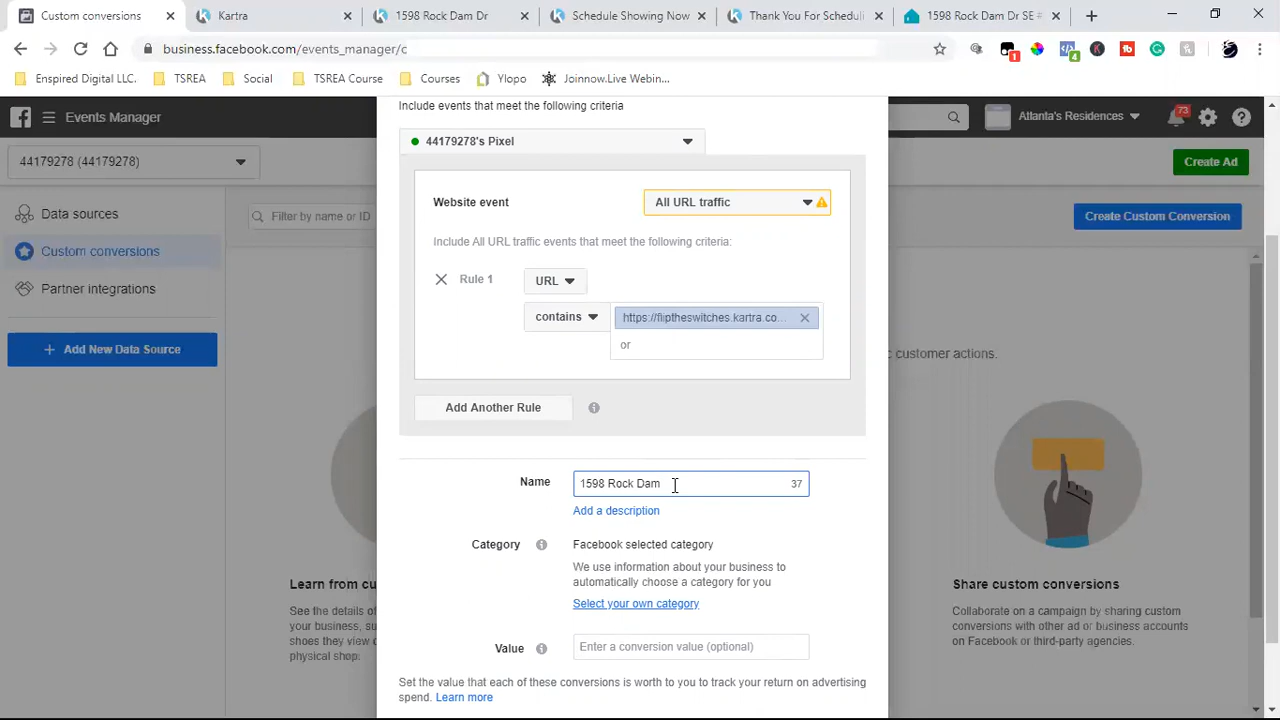 Custom conversions
Kartra
1598 Rock Dam Dr
Schedule Showing Now
Thank You For Scheduli
1598 Rock Dam Dr SE
business.facebook.com/events_manager/c
1
4
Enspired Digital LLC.
TSREA
Social
TSREA Course
Courses
Ylopo
Joinnow.Live Webin...
Events Manager
Atlanta's Residences
73
44179278 (44179278)
Create Ad
Data sources
Custom conversions
Partner integrations
Add New Data Source
Filter by name or ID
Create Custom Conversion
customer actions.
Learn from cu
See the details of
your business, su
shoes they view o
physical shop.
Share custom conversions
Collaborate on a campaign by sharing custom
conversions with other ad or business accounts
on Facebook or third-party agencies.
Include events that meet the following criteria
44179278's Pixel
Website event
All URL traffic
Include All URL traffic events that meet the following criteria:
Rule 1
URL
contains
https://fliptheswitches.kartra.co...
or
Add Another Rule
Name
1598 Rock Dam
37
Add a description
Category
Facebook selected category
We use information about your business to
automatically choose a category for you
Select your own category
Value
Enter a conversion value (optional)
Set the value that each of these conversions is worth to you to track your return on advertising
spend. Learn more